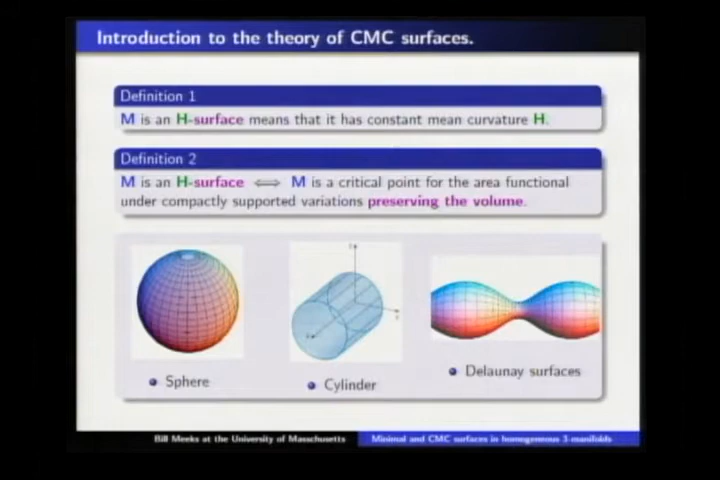 Introduction to the theory of CMC surfaces.
Definition 1
M is an H-surface means that it has constant mean curvature H.
Definition 2
M is an H-surface ⟺ M is a critical point for the area functional
under compactly supported variations preserving the volume.
Sphere
Cylinder
Delaunay surfaces
Bill Meeks at the University of Massachusetts
Minimal and CMC surfaces in homogenous 3-manifolds